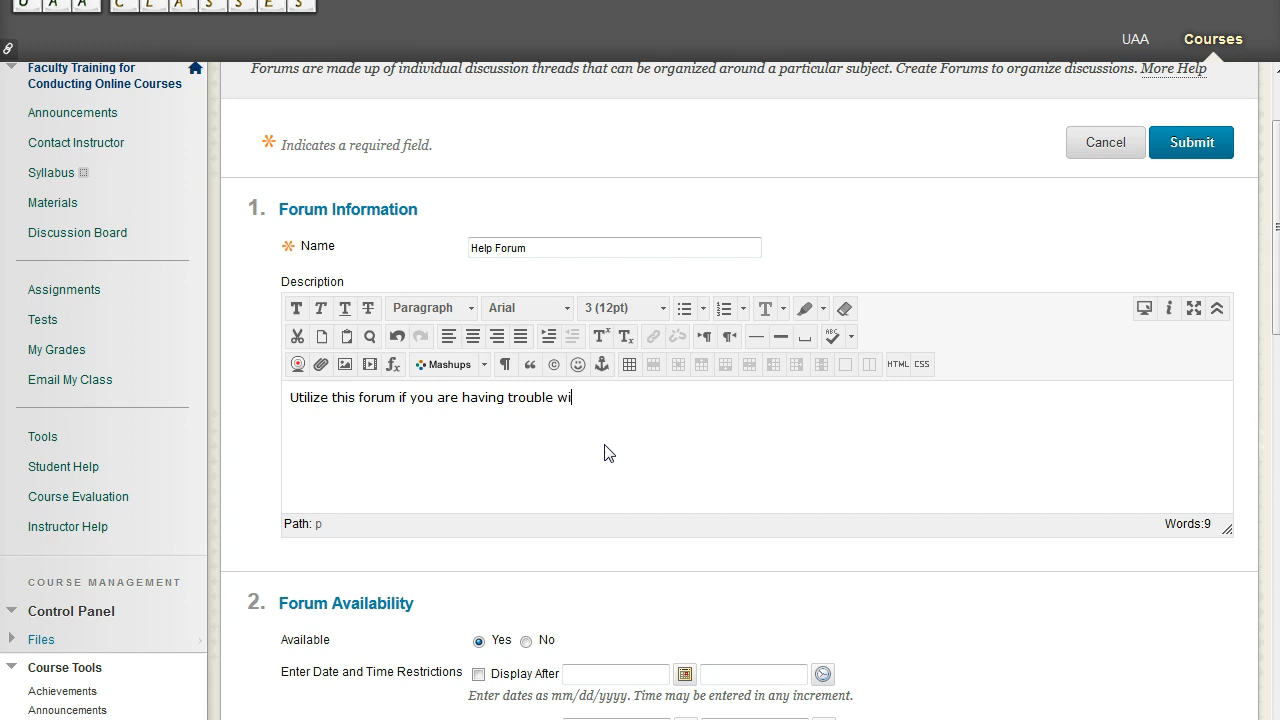 UAA CLASSES
UAA
Courses
Faculty Training for
Conducting Online Courses
Announcements
Contact Instructor
Syllabus
Materials
Discussion Board
Assignments
Tests
My Grades
Email My Class
Tools
Student Help
Course Evaluation
Instructor Help
COURSE MANAGEMENT
Control Panel
Files
Course Tools
Achievements
Announcements
Forums are made up of individual discussion threads that can be organized around a particular subject. Create Forums to organize discussions. More Help
* Indicates a required field.
Cancel
Submit
1. Forum Information
* Name
Help Forum
Description
T T T T Paragraph Arial 3 (12pt) T
ABC
Mashups HTML CSS
Utilize this forum if you are having trouble wi
Path: p
Words:9
2. Forum Availability
Available
Yes
No
Enter Date and Time Restrictions
Display After
Enter dates as mm/dd/yyyy. Time may be entered in any increment.